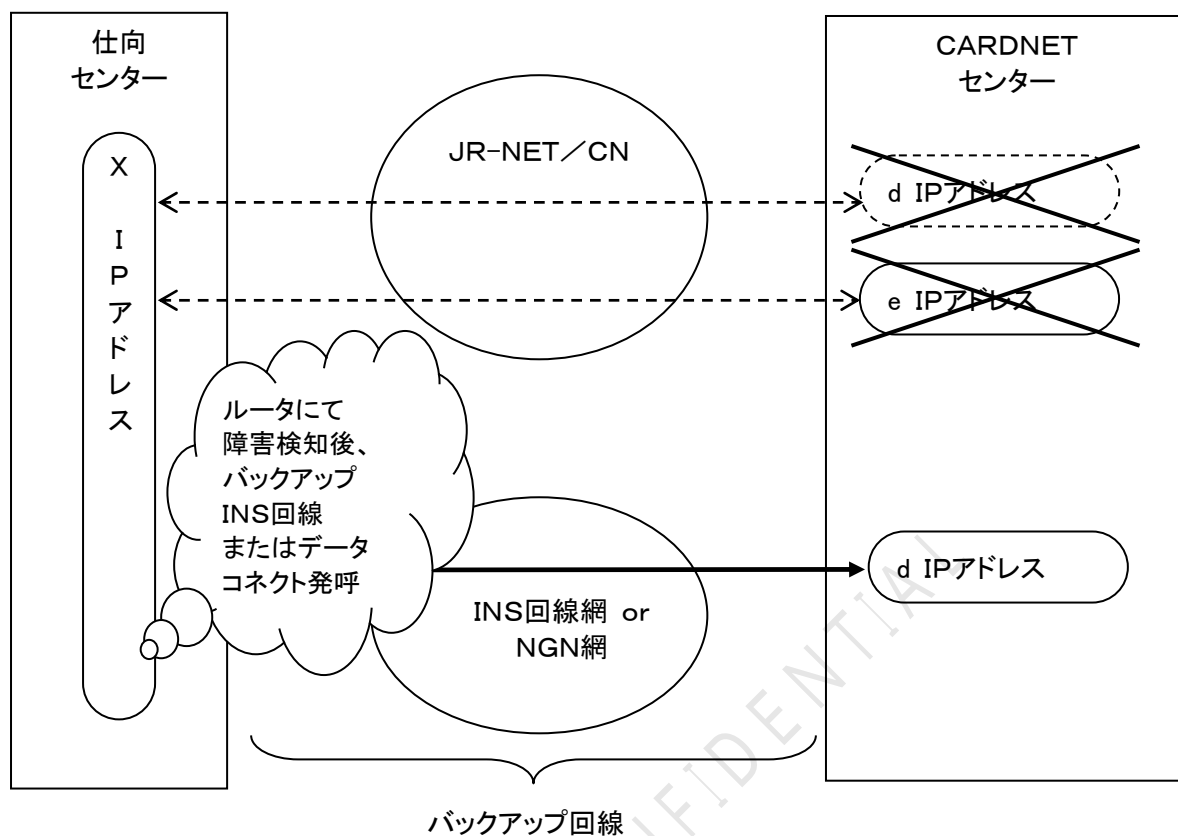 仕向
センター
X IPアドレス
JR-NET／CN
CARDNET
センター
d IPアドレス
e IPアドレス
ルータにて
障害検知後、
バックアップ
INS回線
またはデータ
コネクト発呼
INS回線網 or
NGN網
d IPアドレス
バックアップ回線
NFIDENTIAL